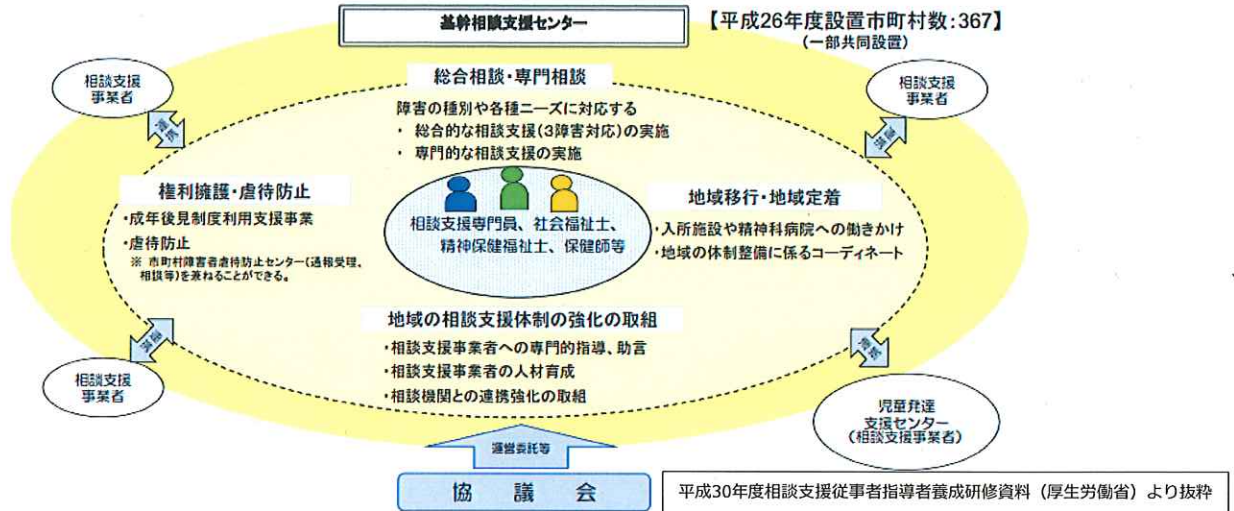 基幹相談支援センター
【平成26年度設置市町村数:367】
(一部共同設置)
相談支援
事業者
相談支援
事業者
総合相談・専門相談
障害の種別や各種ニーズに対応する
・ 総合的な相談支援(3障害対応)の実施
・ 専門的な相談支援の実施
連携
連携
権利擁護・虐待防止
・成年後見制度利用支援事業
・虐待防止
※ 市町村障害者虐待防止センター(通報受理、
相談等)を兼ねることができる。
相談支援専門員、社会福祉士、
精神保健福祉士、保健師等
地域移行・地域定着
・入所施設や精神科病院への働きかけ
・地域の体制整備に係るコーディネート
地域の相談支援体制の強化の取組
・相談支援事業者への専門的指導、助言
・相談支援事業者の人材育成
・相談機関との連携強化の取組
連携
連携
相談支援
事業者
児童発達
支援センター
(相談支援事業者)
運営委託等
協 議 会
平成30年度相談支援従事者指導者養成研修資料(厚生労働省)より抜粋